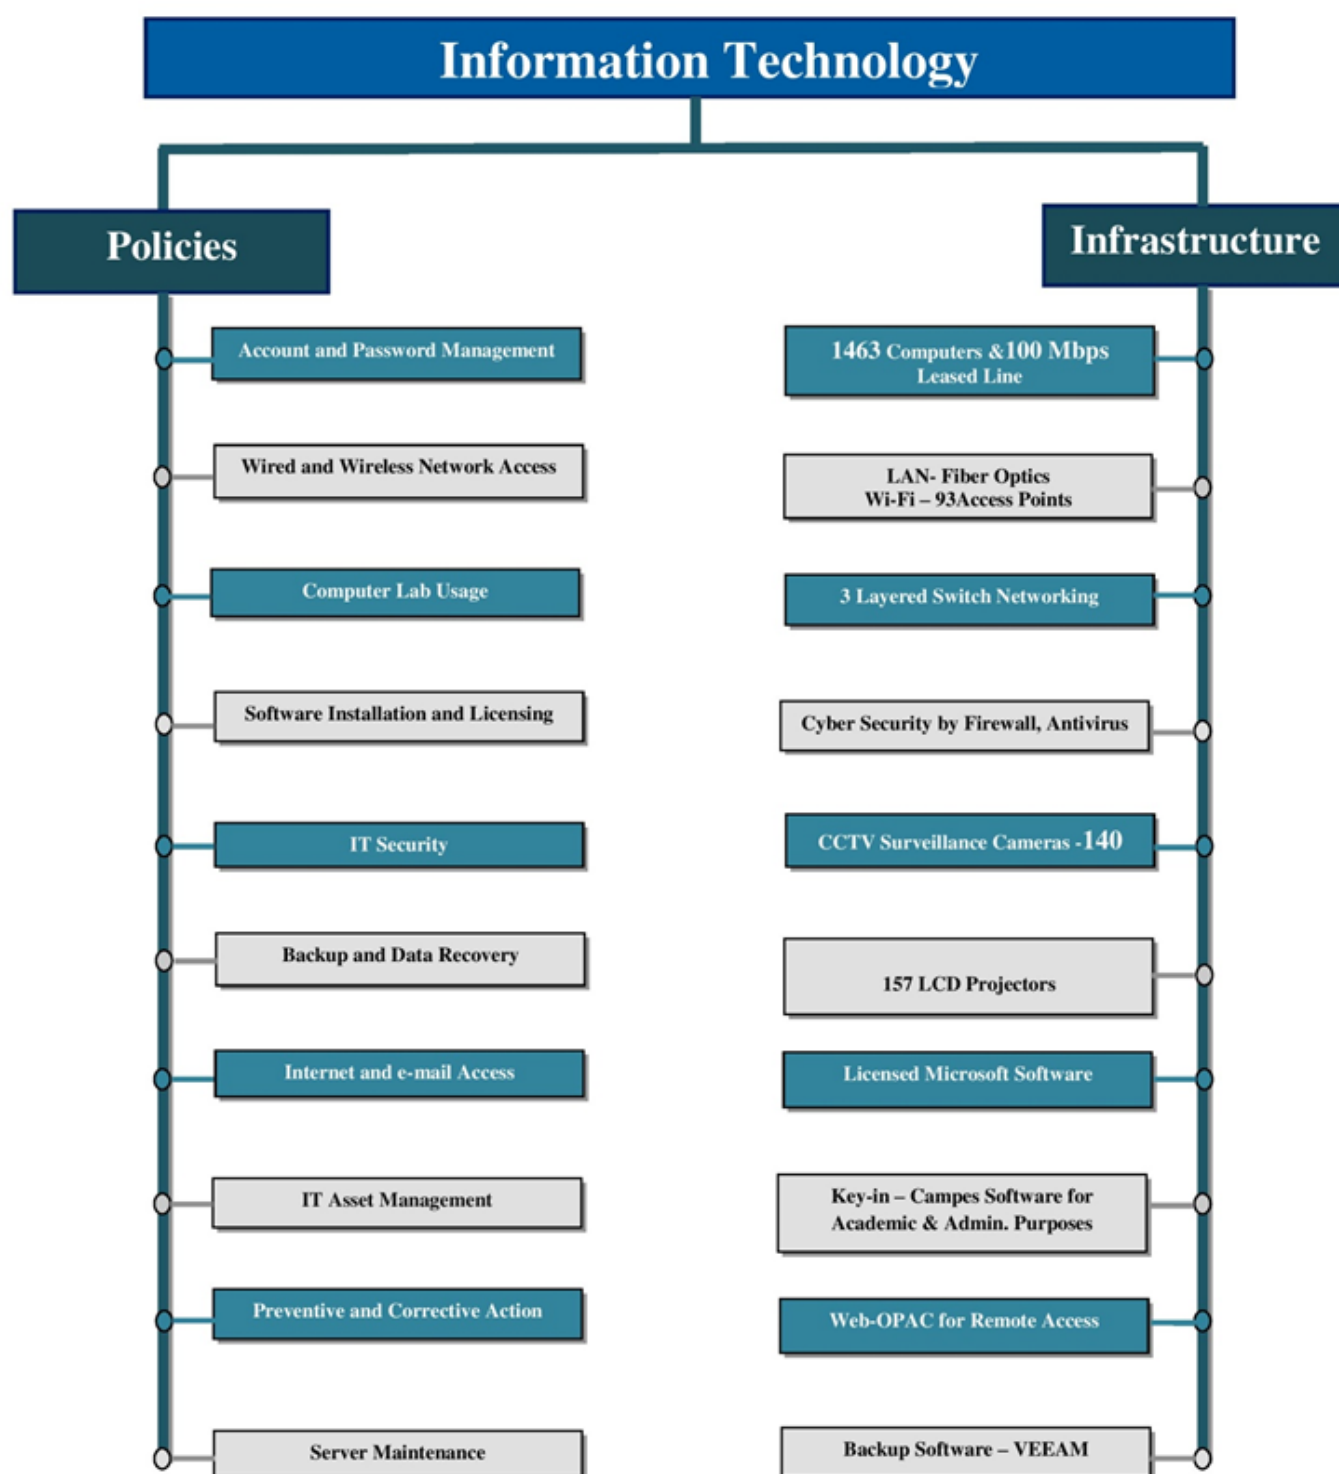 Information Technology
Policies
Infrastructure
Account and Password Management
Wired and Wireless Network Access
Computer Lab Usage
Software Installation and Licensing
IT Security
Backup and Data Recovery
Internet and e-mail Access
IT Asset Management
Preventive and Corrective Action
Server Maintenance
1463 Computers &100 Mbps
Leased Line
LAN- Fiber Optics
Wi-Fi – 93Access Points
3 Layered Switch Networking
Cyber Security by Firewall, Antivirus
CCTV Surveillance Cameras -140
157 LCD Projectors
Licensed Microsoft Software
Key-in – Campes Software for
Academic & Admin. Purposes
Web-OPAC for Remote Access
Backup Software – VEEAM